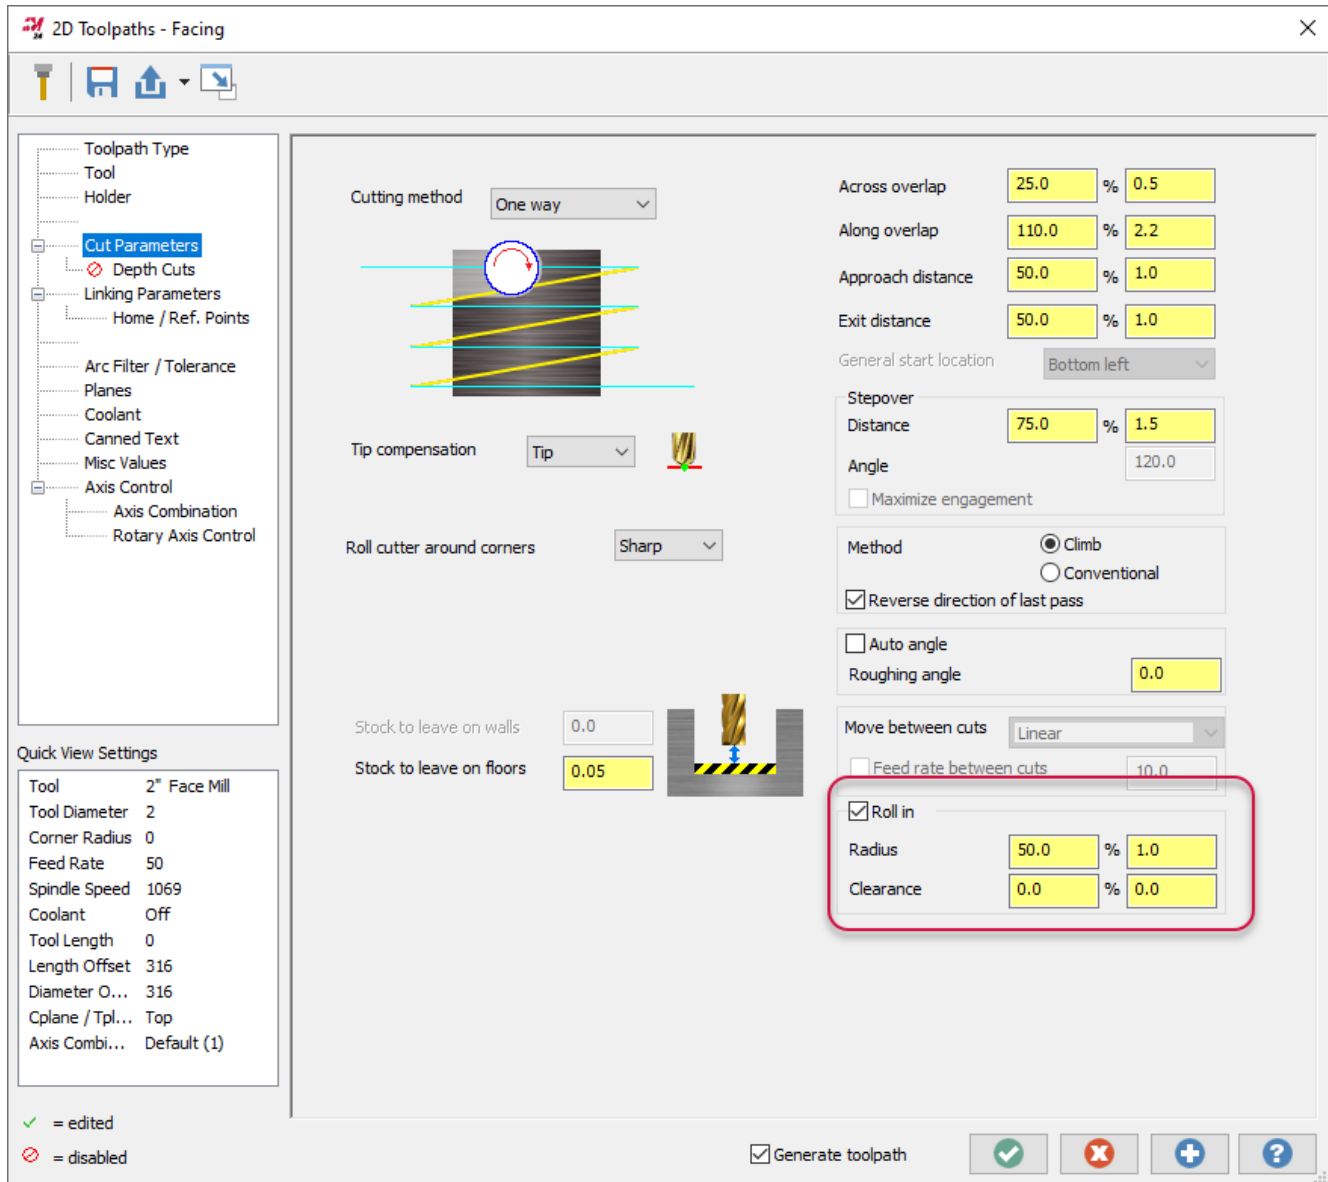 2D Toolpaths - Facing
Toolpath Type
Tool
Holder
Cut Parameters
Depth Cuts
Linking Parameters
Home / Ref. Points
Arc Filter / Tolerance
Planes
Coolant
Canned Text
Misc Values
Axis Control
Axis Combination
Rotary Axis Control
Quick View Settings
Tool 2" Face Mill
Tool Diameter 2
Corner Radius 0
Feed Rate 50
Spindle Speed 1069
Coolant Off
Tool Length 0
Length Offset 316
Diameter O... 316
Cplane / Tpl... Top
Axis Combi... Default (1)
= edited
= disabled
Cutting method One way
Tip compensation Tip
Roll cutter around corners Sharp
Stock to leave on walls 0.0
Stock to leave on floors 0.05
Across overlap 25.0 % 0.5
Along overlap 110.0 % 2.2
Approach distance 50.0 % 1.0
Exit distance 50.0 % 1.0
General start location Bottom left
Stepover
Distance 75.0 % 1.5
Angle 120.0
Maximize engagement
Method Climb
Conventional
Reverse direction of last pass
Auto angle
Roughing angle 0.0
Move between cuts Linear
Feed rate between cuts 10.0
Roll in
Radius 50.0 % 1.0
Clearance 0.0 % 0.0
Generate toolpath